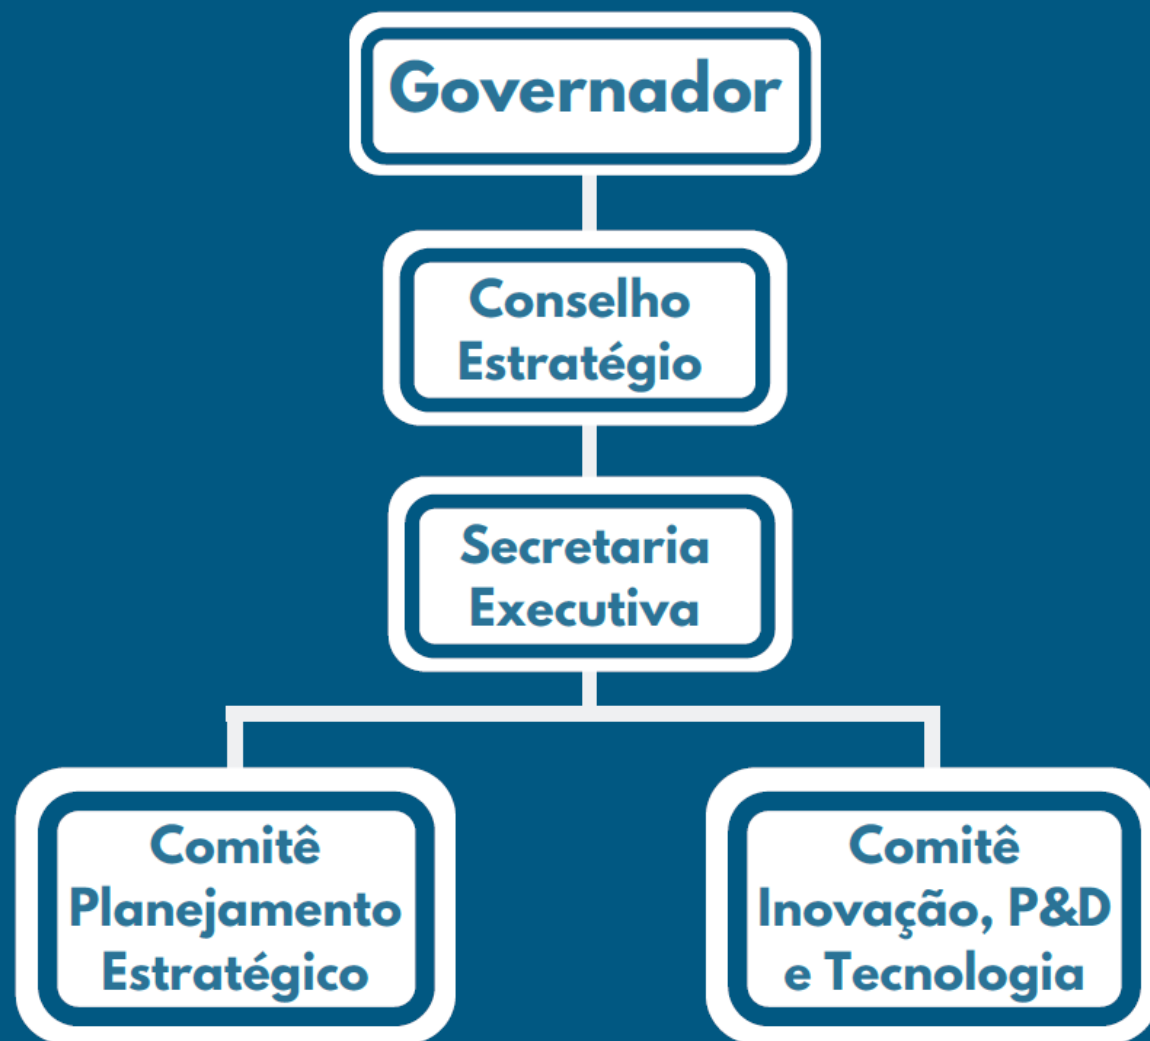 Governador
Conselho
Estratégio
Secretaria
Executiva
Comitê
Planejamento
Estratégico
Comitê
Inovação, P&D
e Tecnologia